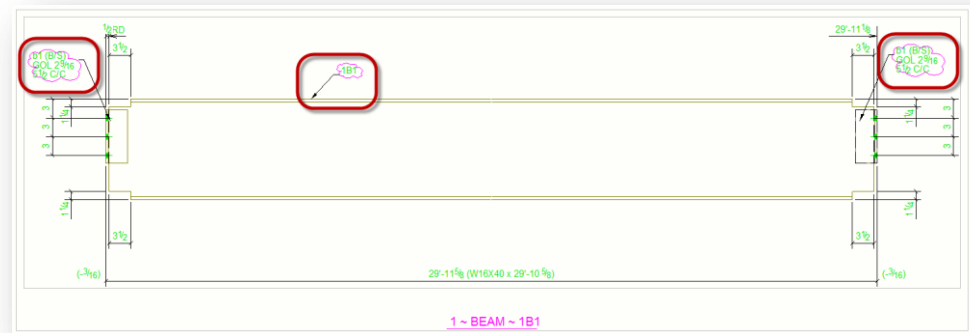 1/2RD
29'-11 5/8
3 1/2
3 1/2
b1 (B/S)
GOL 2 9/16
5 1/2 C/C
1B1
b1 (B/S)
GOL 2 9/16
5 1/2 C/C
3
3
3
1 1/4
1 1/4
3
3
3
1 1/4
1 1/4
3 1/2
3 1/2
(-3/16)
29'-11 5/8 (W16X40 x 29'-10 5/8)
(-3/16)
1 ~ BEAM ~ 1B1